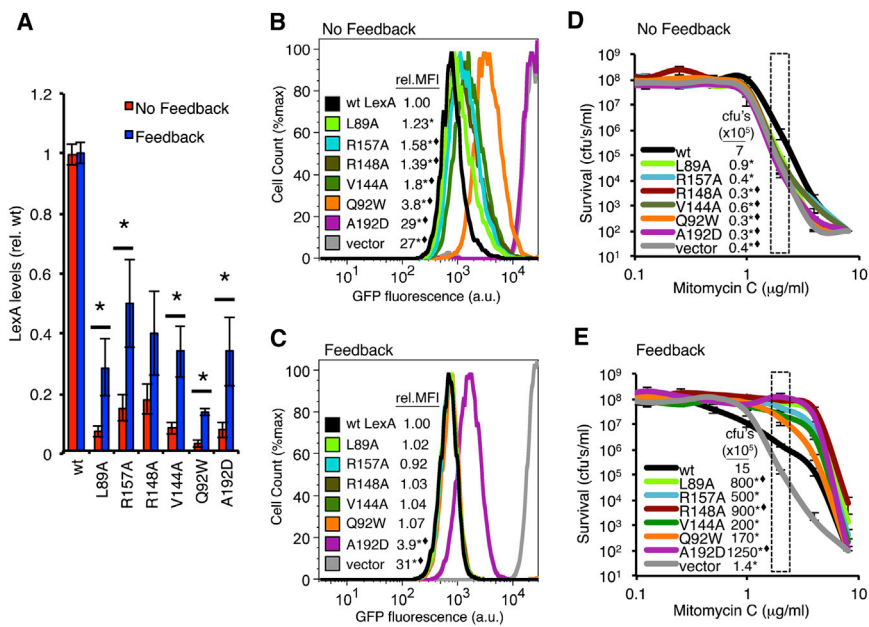 A
LexA levels (rel. wt)
1.2
1
0.8
0.6
0.4
0.2
0
No Feedback
Feedback
*
*
*
*
*
wt
L89A
R157A
R148A
V144A
Q92W
A192D
B
No Feedback
Cell Count (%max)
100
80
60
40
20
0
rel.MFI
wt LexA 1.00
L89A 1.23*
R157A 1.58*♦
R148A 1.39*♦
V144A 1.8*♦
Q92W 3.8*♦
A192D 29*♦
vector 27*♦
10¹ 10² 10³ 10⁴
GFP fluorescence (a.u.)
C
Feedback
Cell Count (%max)
100
80
60
40
20
0
rel.MFI
wt LexA 1.00
L89A 1.02
R157A 0.92
R148A 1.03
V144A 1.04
Q92W 1.07
A192D 3.9*♦
vector 31*♦
10¹ 10² 10³ 10⁴
GFP fluorescence (a.u.)
D
No Feedback
Survival (cfu's/ml)
10⁹
10⁸
10⁷
10⁶
10⁵
10⁴
10³
10²
10¹
cfu's
(x10⁵)
wt 7
L89A 0.9*
R157A 0.4*
R148A 0.3*♦
V144A 0.6*♦
Q92W 0.3*♦
A192D 0.3*♦
vector 0.4*♦
0.1 1 10
Mitomycin C (µg/ml)
E
Feedback
Survival (cfu's/ml)
10⁹
10⁸
10⁷
10⁶
10⁵
10⁴
10³
10²
10¹
cfu's
(x10⁵)
wt 15
L89A 800*♦
R157A 500*
R148A 900*♦
V144A 200*
Q92W 170*
A192D 1250*♦
vector 1.4*
0.1 1 10
Mitomycin C (µg/ml)